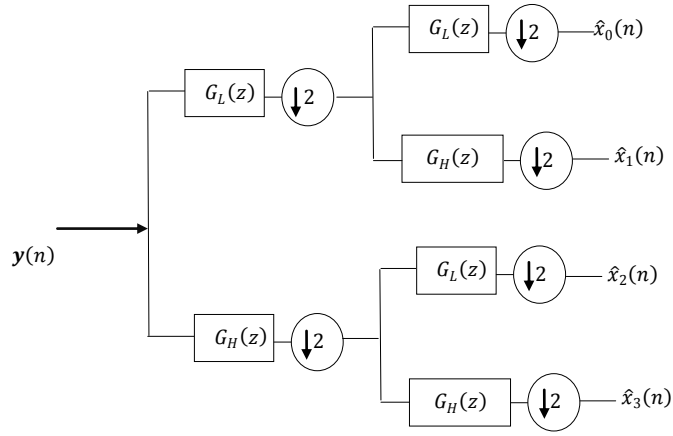 G_L(z) ↓2 x̂_0(n)
G_L(z) ↓2
G_H(z) ↓2 x̂_1(n)
y(n)
G_L(z) ↓2 x̂_2(n)
G_H(z) ↓2
G_H(z) ↓2 x̂_3(n)